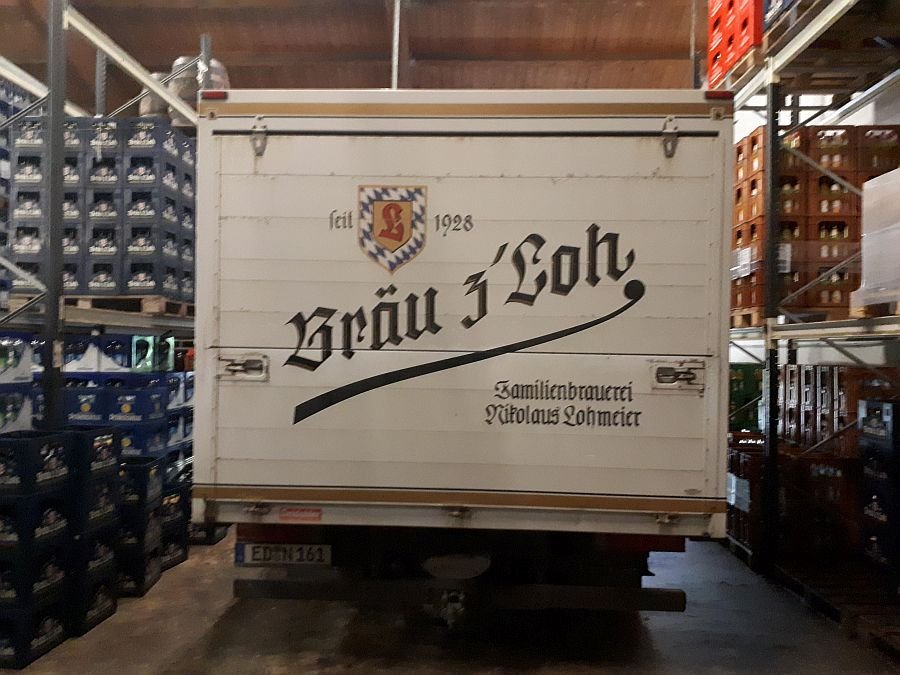 seit 1928
L
Bräu z'Loh
Familienbrauerei
Nikolaus Lohmeier
ED N 161